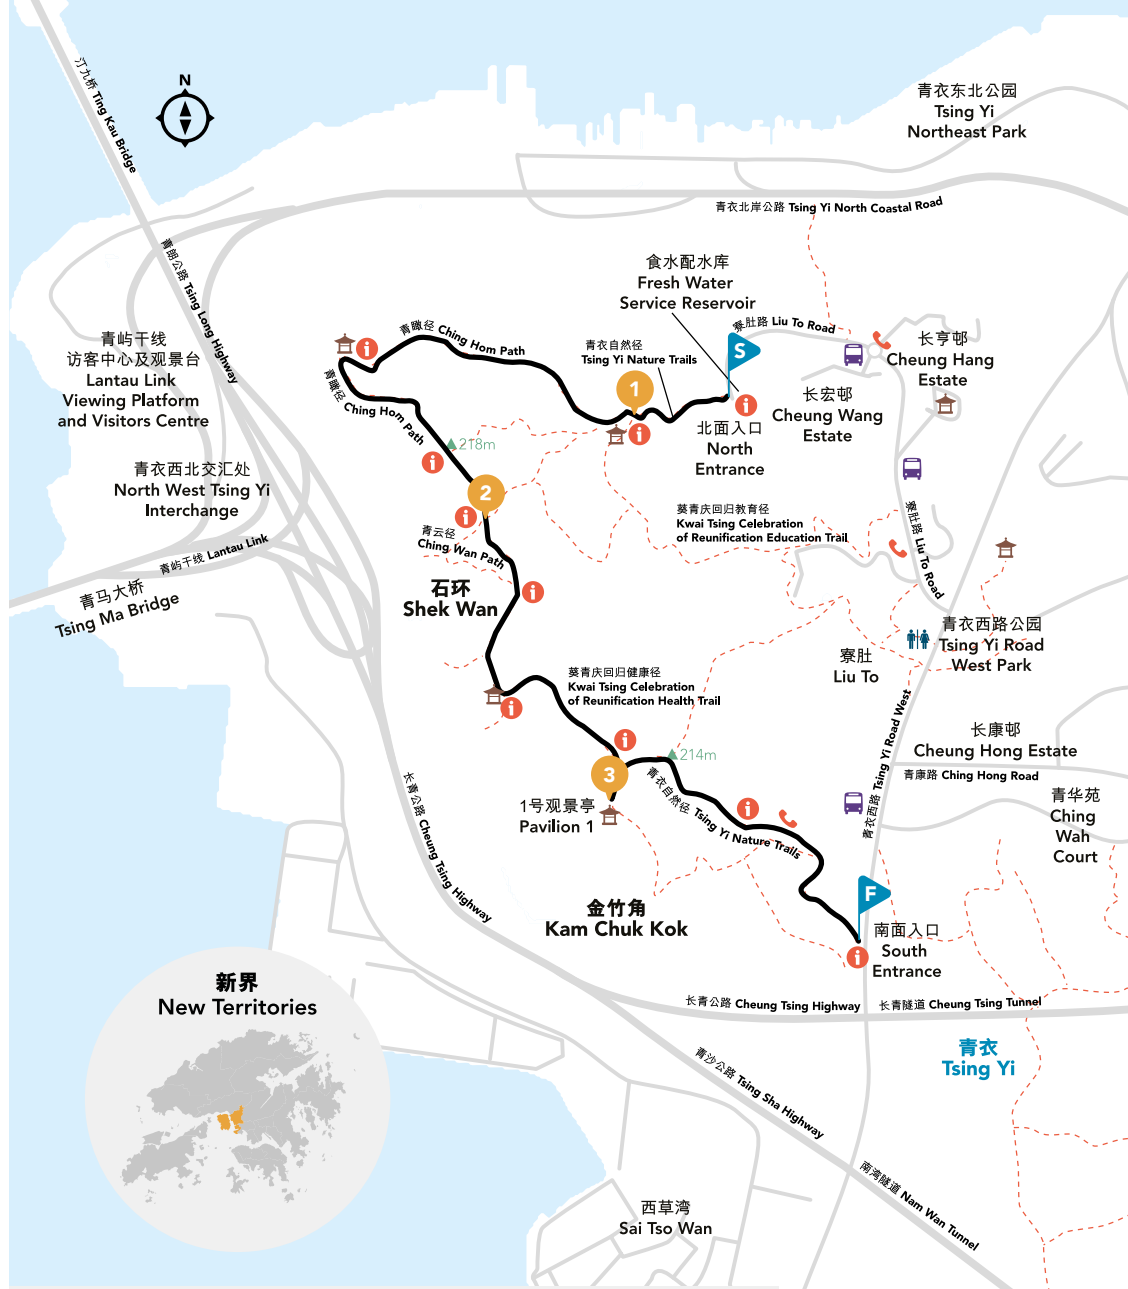 N
汀九桥 Ting Kau Bridge
青衣东北公园
Tsing Yi
Northeast Park
青衣北岸公路 Tsing Yi North Coastal Road
青朗公路 Tsing Long Highway
食水配水库
Fresh Water
Service Reservoir
寮肚路 Liu To Road
青瞰径 Ching Hom Path
青衣自然径
Tsing Yi Nature Trails
S
青屿干线
访客中心及观景台
Lantau Link
Viewing Platform
and Visitors Centre
长亨邨
Cheung Hang
Estate
青瞰径 Ching Hom Path
1
长宏邨
Cheung Wang
Estate
北面入口
North
Entrance
218m
青衣西北交汇处
North West Tsing Yi
Interchange
2
葵青庆回归教育径
Kwai Tsing Celebration
of Reunification Education Trail
寮肚路 Liu To Road
青云径
Ching Wan Path
青屿干线 Lantau Link
青马大桥
Tsing Ma Bridge
石环
Shek Wan
青衣西路公园
Tsing Yi Road
West Park
寮肚
Liu To
葵青庆回归健康径
Kwai Tsing Celebration
of Reunification Health Trail
青衣西路 Tsing Yi Road West
长康邨
Cheung Hong Estate
青康路 Ching Hong Road
214m
3
1号观景亭
Pavilion 1
青衣自然径 Tsing Yi Nature Trails
青华苑
Ching
Wah
Court
长青公路 Cheung Tsing Highway
金竹角
Kam Chuk Kok
F
南面入口
South
Entrance
新界
New Territories
长青公路 Cheung Tsing Highway
长青隧道 Cheung Tsing Tunnel
青衣
Tsing Yi
青沙公路 Tsing Sha Highway
南湾隧道 Nam Wan Tunnel
西草湾
Sai Tso Wan